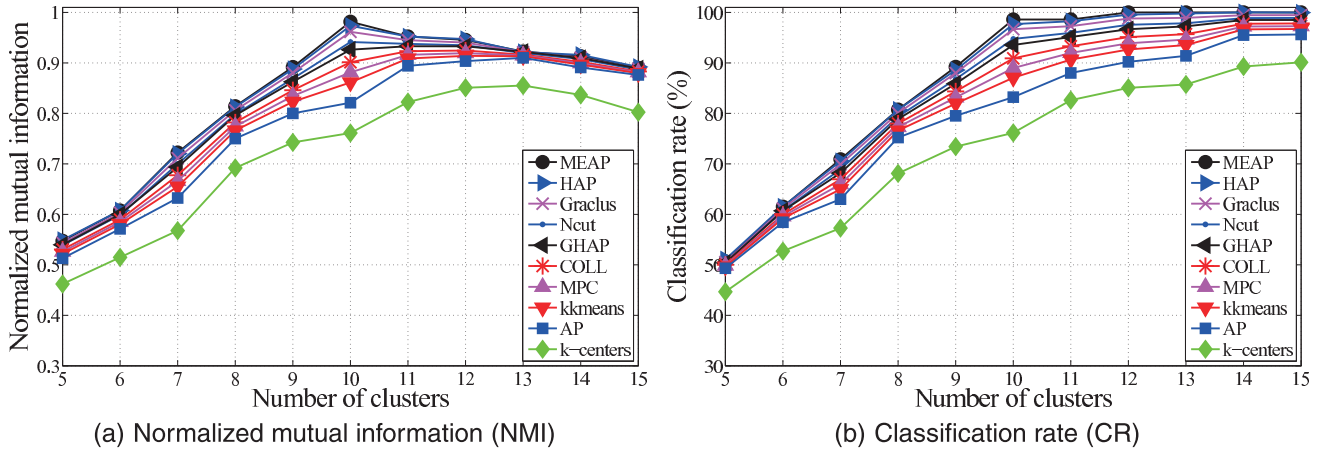 1
0.9
0.8
0.7
0.6
0.5
0.4
0.3
Normalized mutual information
5 6 7 8 9 10 11 12 13 14 15
Number of clusters
MEAP
HAP
Graclus
Ncut
GHAP
COLL
MPC
kkmeans
AP
k−centers
(a) Normalized mutual information (NMI)
100
90
80
70
60
50
40
30
Classification rate (%)
5 6 7 8 9 10 11 12 13 14 15
Number of clusters
MEAP
HAP
Graclus
Ncut
GHAP
COLL
MPC
kkmeans
AP
k−centers
(b) Classification rate (CR)